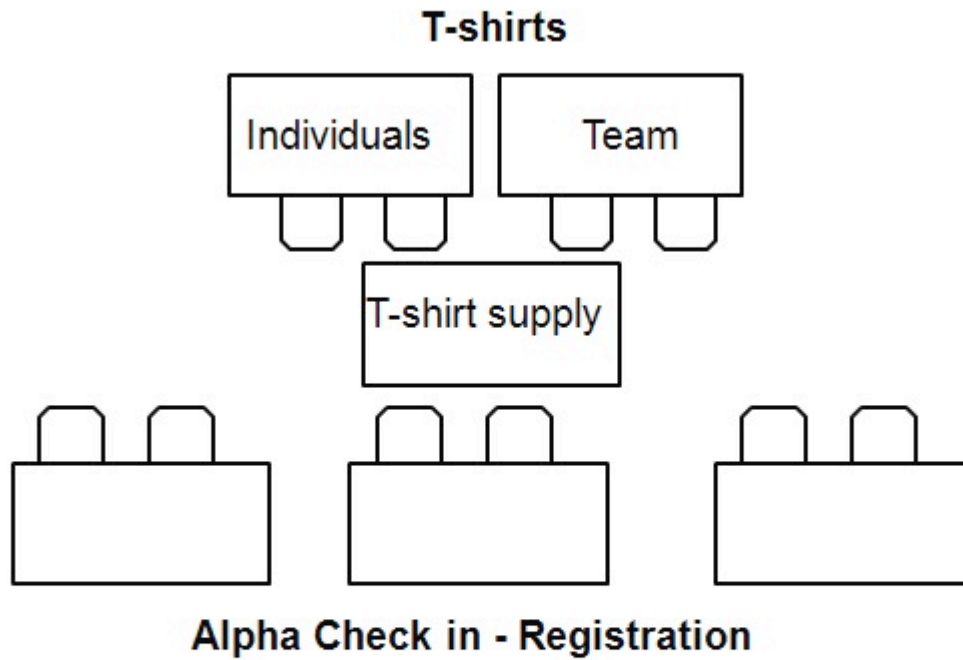 T-shirts
Individuals
Team
T-shirt supply
Alpha Check in - Registration